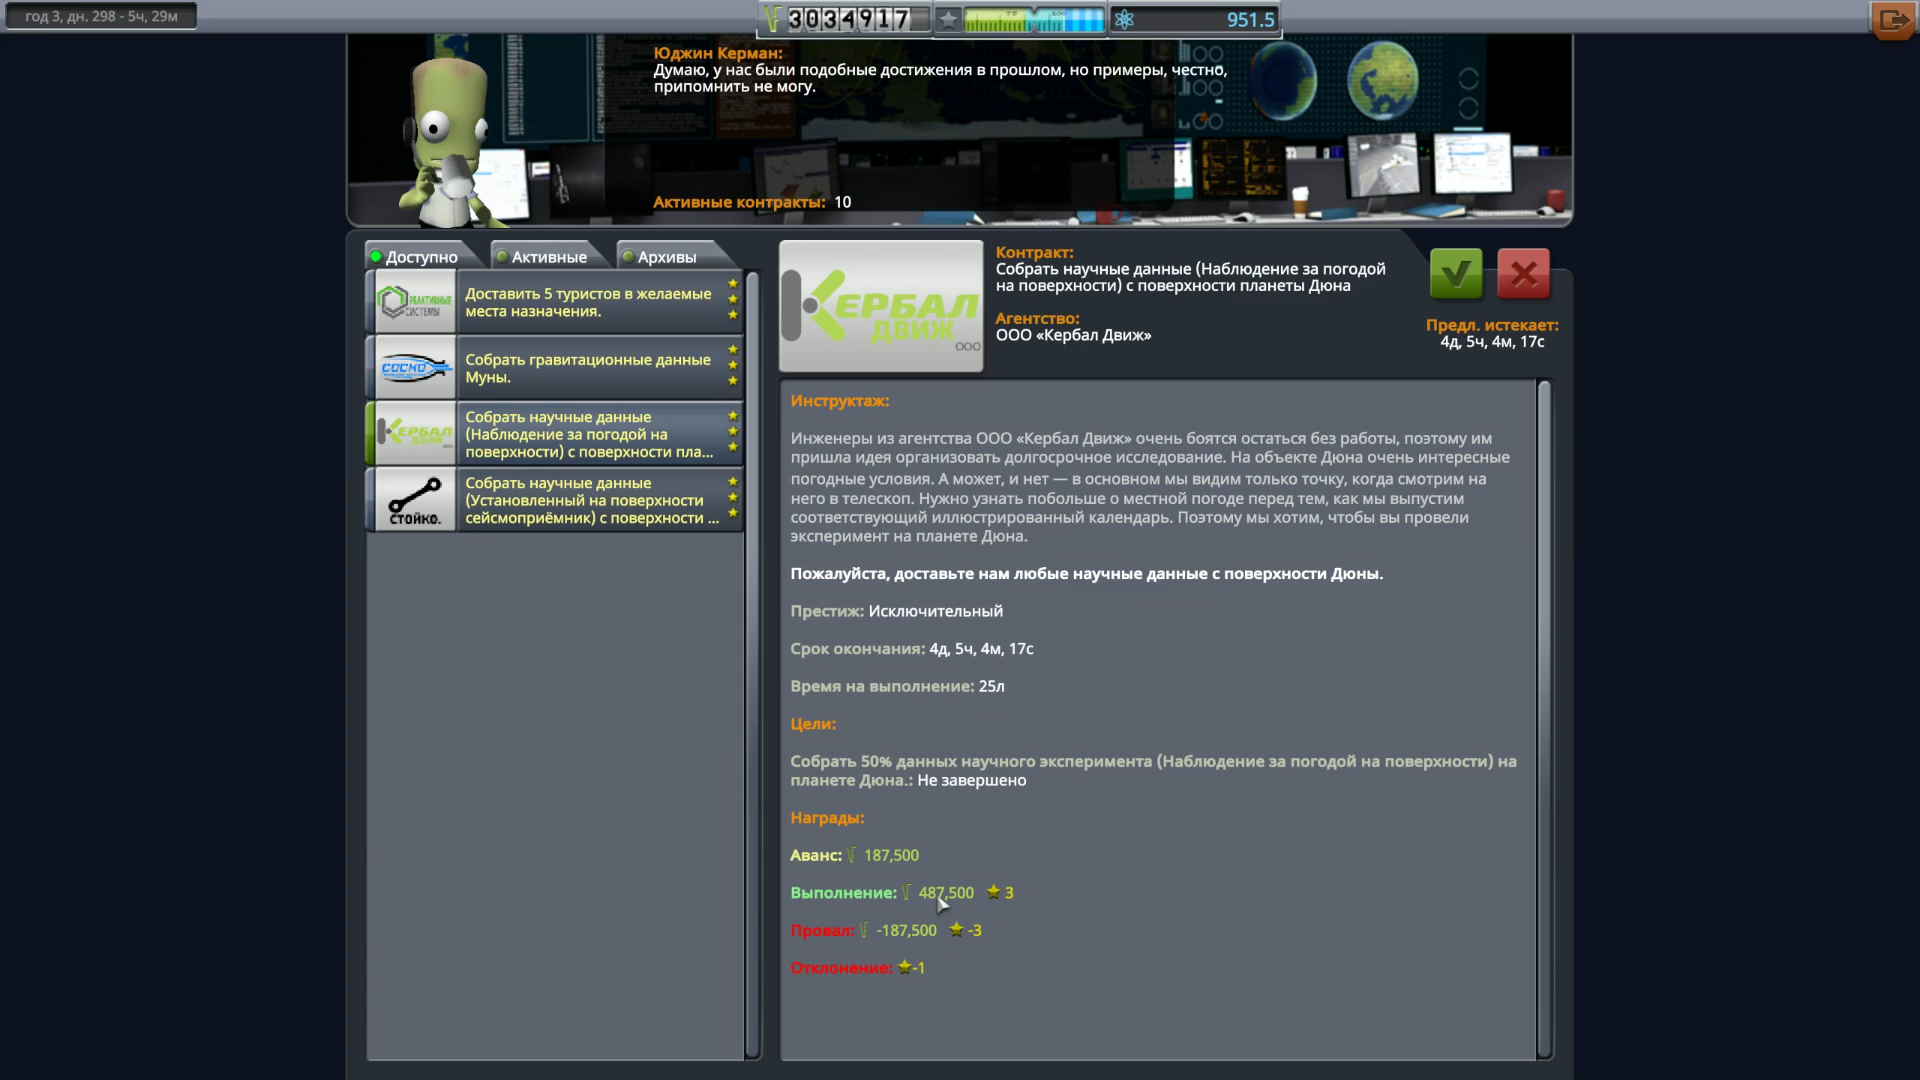 год 3, дн. 298 - 5ч, 29м
3034917
951.5
Юджин Керман:
Думаю, у нас были подобные достижения в прошлом, но примеры, честно,
припомнить не могу.
Активные контракты: 10
Доступно
Активные
Архивы
РЕАКТИВНЫЕ
СИСТЕМЫ
Доставить 5 туристов в желаемые
места назначения.
СОСКО
Собрать гравитационные данные
Муны.
КЕРБАЛ
ДВИЖ
Собрать научные данные
(Наблюдение за погодой на
поверхности) с поверхности пла...
СТОЙКО.
Собрать научные данные
(Установленный на поверхности
сейсмоприёмник) с поверхности ...
КЕРБАЛ
ДВИЖ
ООО
Контракт:
Собрать научные данные (Наблюдение за погодой
на поверхности) с поверхности планеты Дюна
Агентство:
ООО «Кербал Движ»
Предл. истекает:
4д, 5ч, 4м, 17с
Инструктаж:
Инженеры из агентства ООО «Кербал Движ» очень боятся остаться без работы, поэтому им
пришла идея организовать долгосрочное исследование. На объекте Дюна очень интересные
погодные условия. А может, и нет — в основном мы видим только точку, когда смотрим на
него в телескоп. Нужно узнать побольше о местной погоде перед тем, как мы выпустим
соответствующий иллюстрированный календарь. Поэтому мы хотим, чтобы вы провели
эксперимент на планете Дюна.
Пожалуйста, доставьте нам любые научные данные с поверхности Дюны.
Престиж: Исключительный
Срок окончания: 4д, 5ч, 4м, 17с
Время на выполнение: 25л
Цели:
Собрать 50% данных научного эксперимента (Наблюдение за погодой на поверхности) на
планете Дюна.: Не завершено
Награды:
Аванс: 187,500
Выполнение: 487,500 3
Провал: -187,500 -3
Отклонение: -1